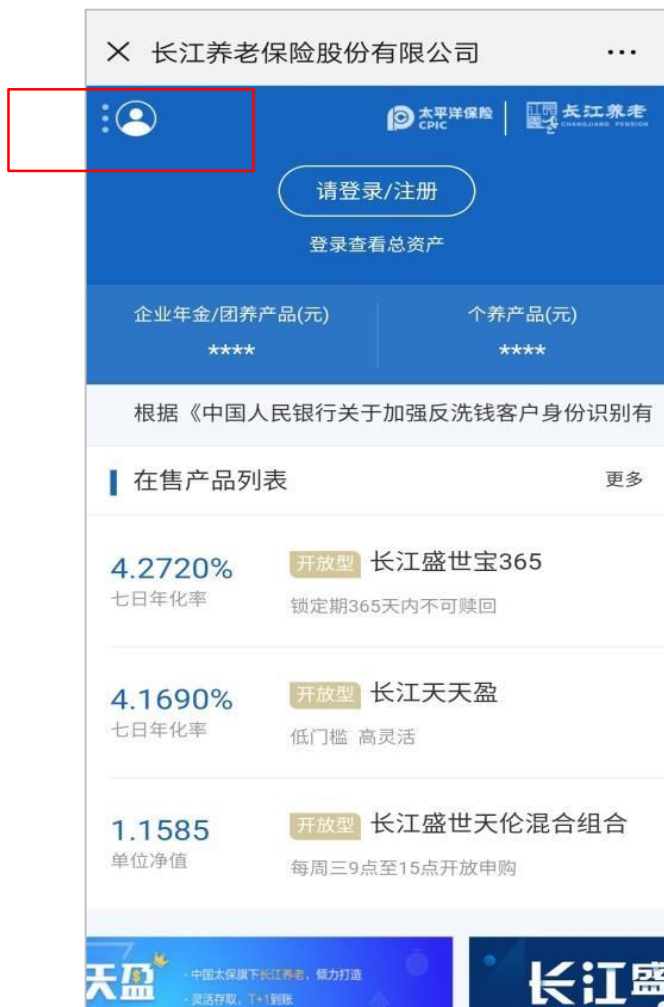 长江养老保险股份有限公司
太平洋保险
CPIC
长江养老
CHANGJIANG PENSION
请登录/注册
登录查看总资产
企业年金/团养产品(元)
个养产品(元)
****
****
根据《中国人民银行关于加强反洗钱客户身份识别有
在售产品列表
更多
4.2720%
开放型 长江盛世宝365
七日年化率
锁定期365天内不可赎回
4.1690%
开放型 长江天天盈
七日年化率
低门槛 高灵活
1.1585
开放型 长江盛世天伦混合组合
单位净值
每周三9点至15点开放申购
天盈
·中国太保旗下长江养老，倾力打造
·灵活存取，T+1到账
长江盛